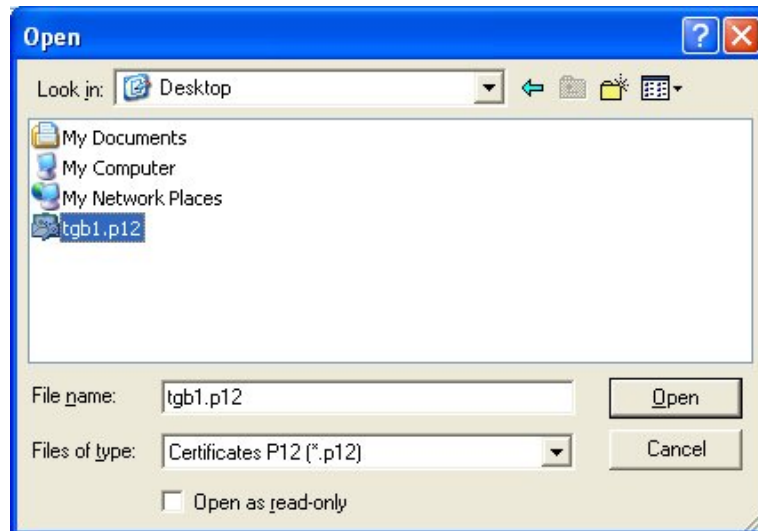 Open
Look in: Desktop
My Documents
My Computer
My Network Places
tgb1.p12
File name: tgb1.p12 Open
Files of type: Certificates P12 (*.p12) Cancel
Open as read-only